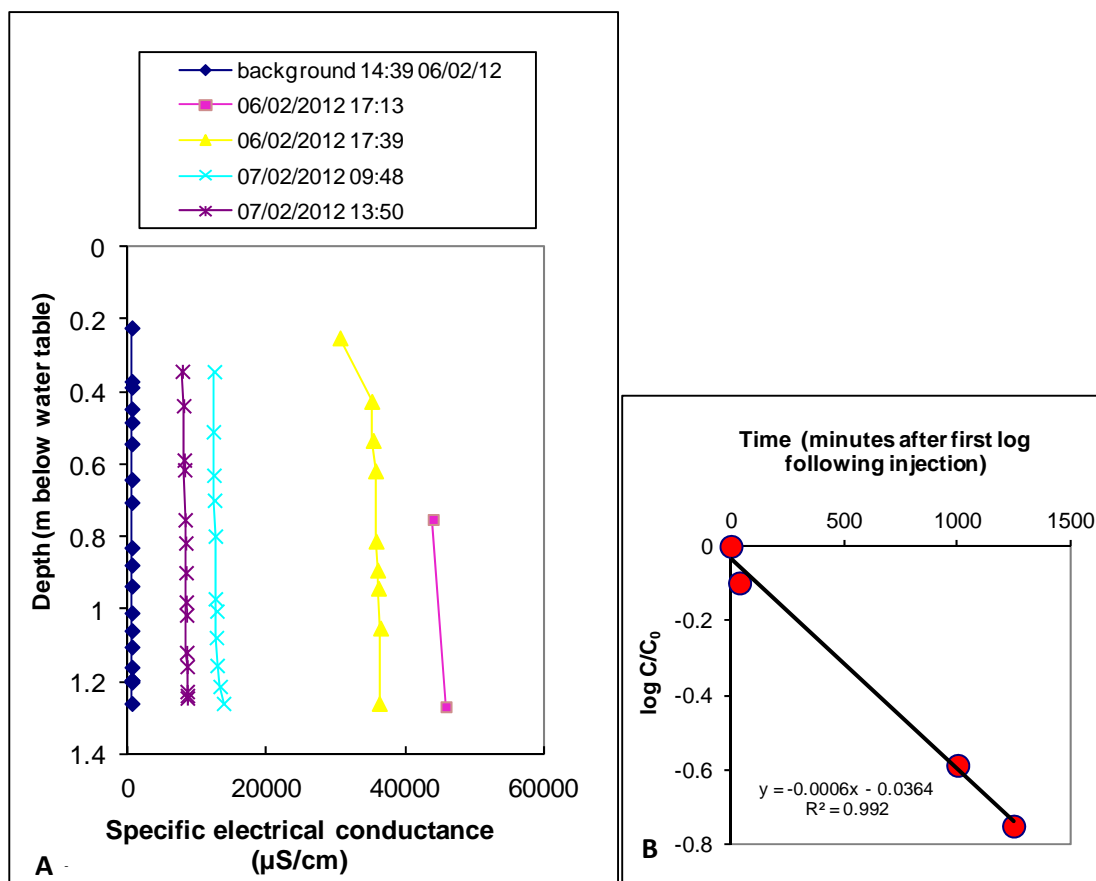 background 14:39 06/02/12
06/02/2012 17:13
06/02/2012 17:39
07/02/2012 09:48
07/02/2012 13:50
0
0.2
0.4
0.6
0.8
1
1.2
1.4
Depth (m below water table)
0
20000
40000
60000
Specific electrical conductance
(µS/cm)
A
Time (minutes after first log
following injection)
0
500
1000
1500
0
-0.2
-0.4
-0.6
-0.8
log C/C₀
y = -0.0006x - 0.0364
R² = 0.992
B